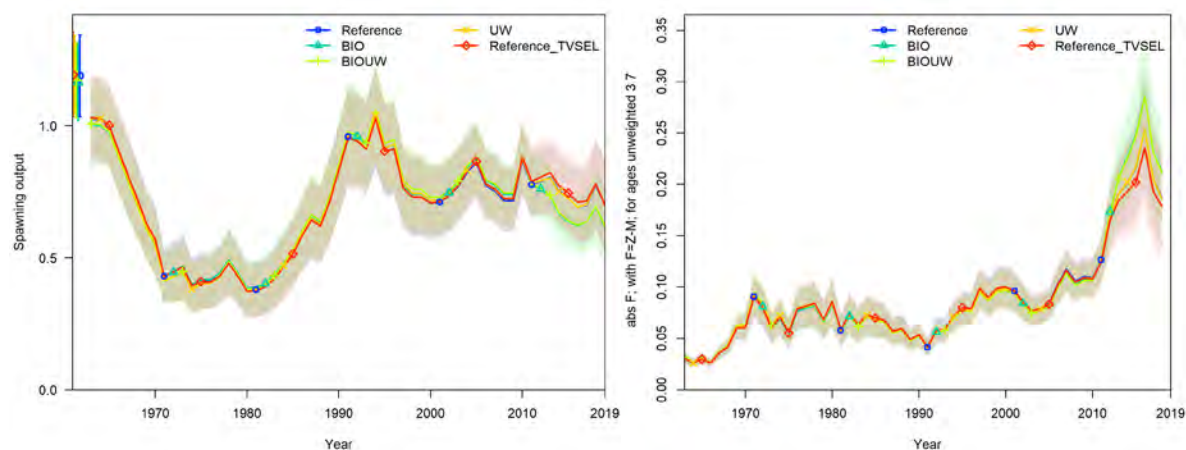 Reference
BIO
BIOUW
UW
Reference_TVSEL
Spawning output
0.0
0.5
1.0
1970
1980
1990
2000
2010
2019
Year
Reference
BIO
BIOUW
UW
Reference_TVSEL
abs F; with F=Z-M; for ages unweighted 3 7
0.00
0.05
0.10
0.15
0.20
0.25
0.30
0.35
1970
1980
1990
2000
2010
2019
Year